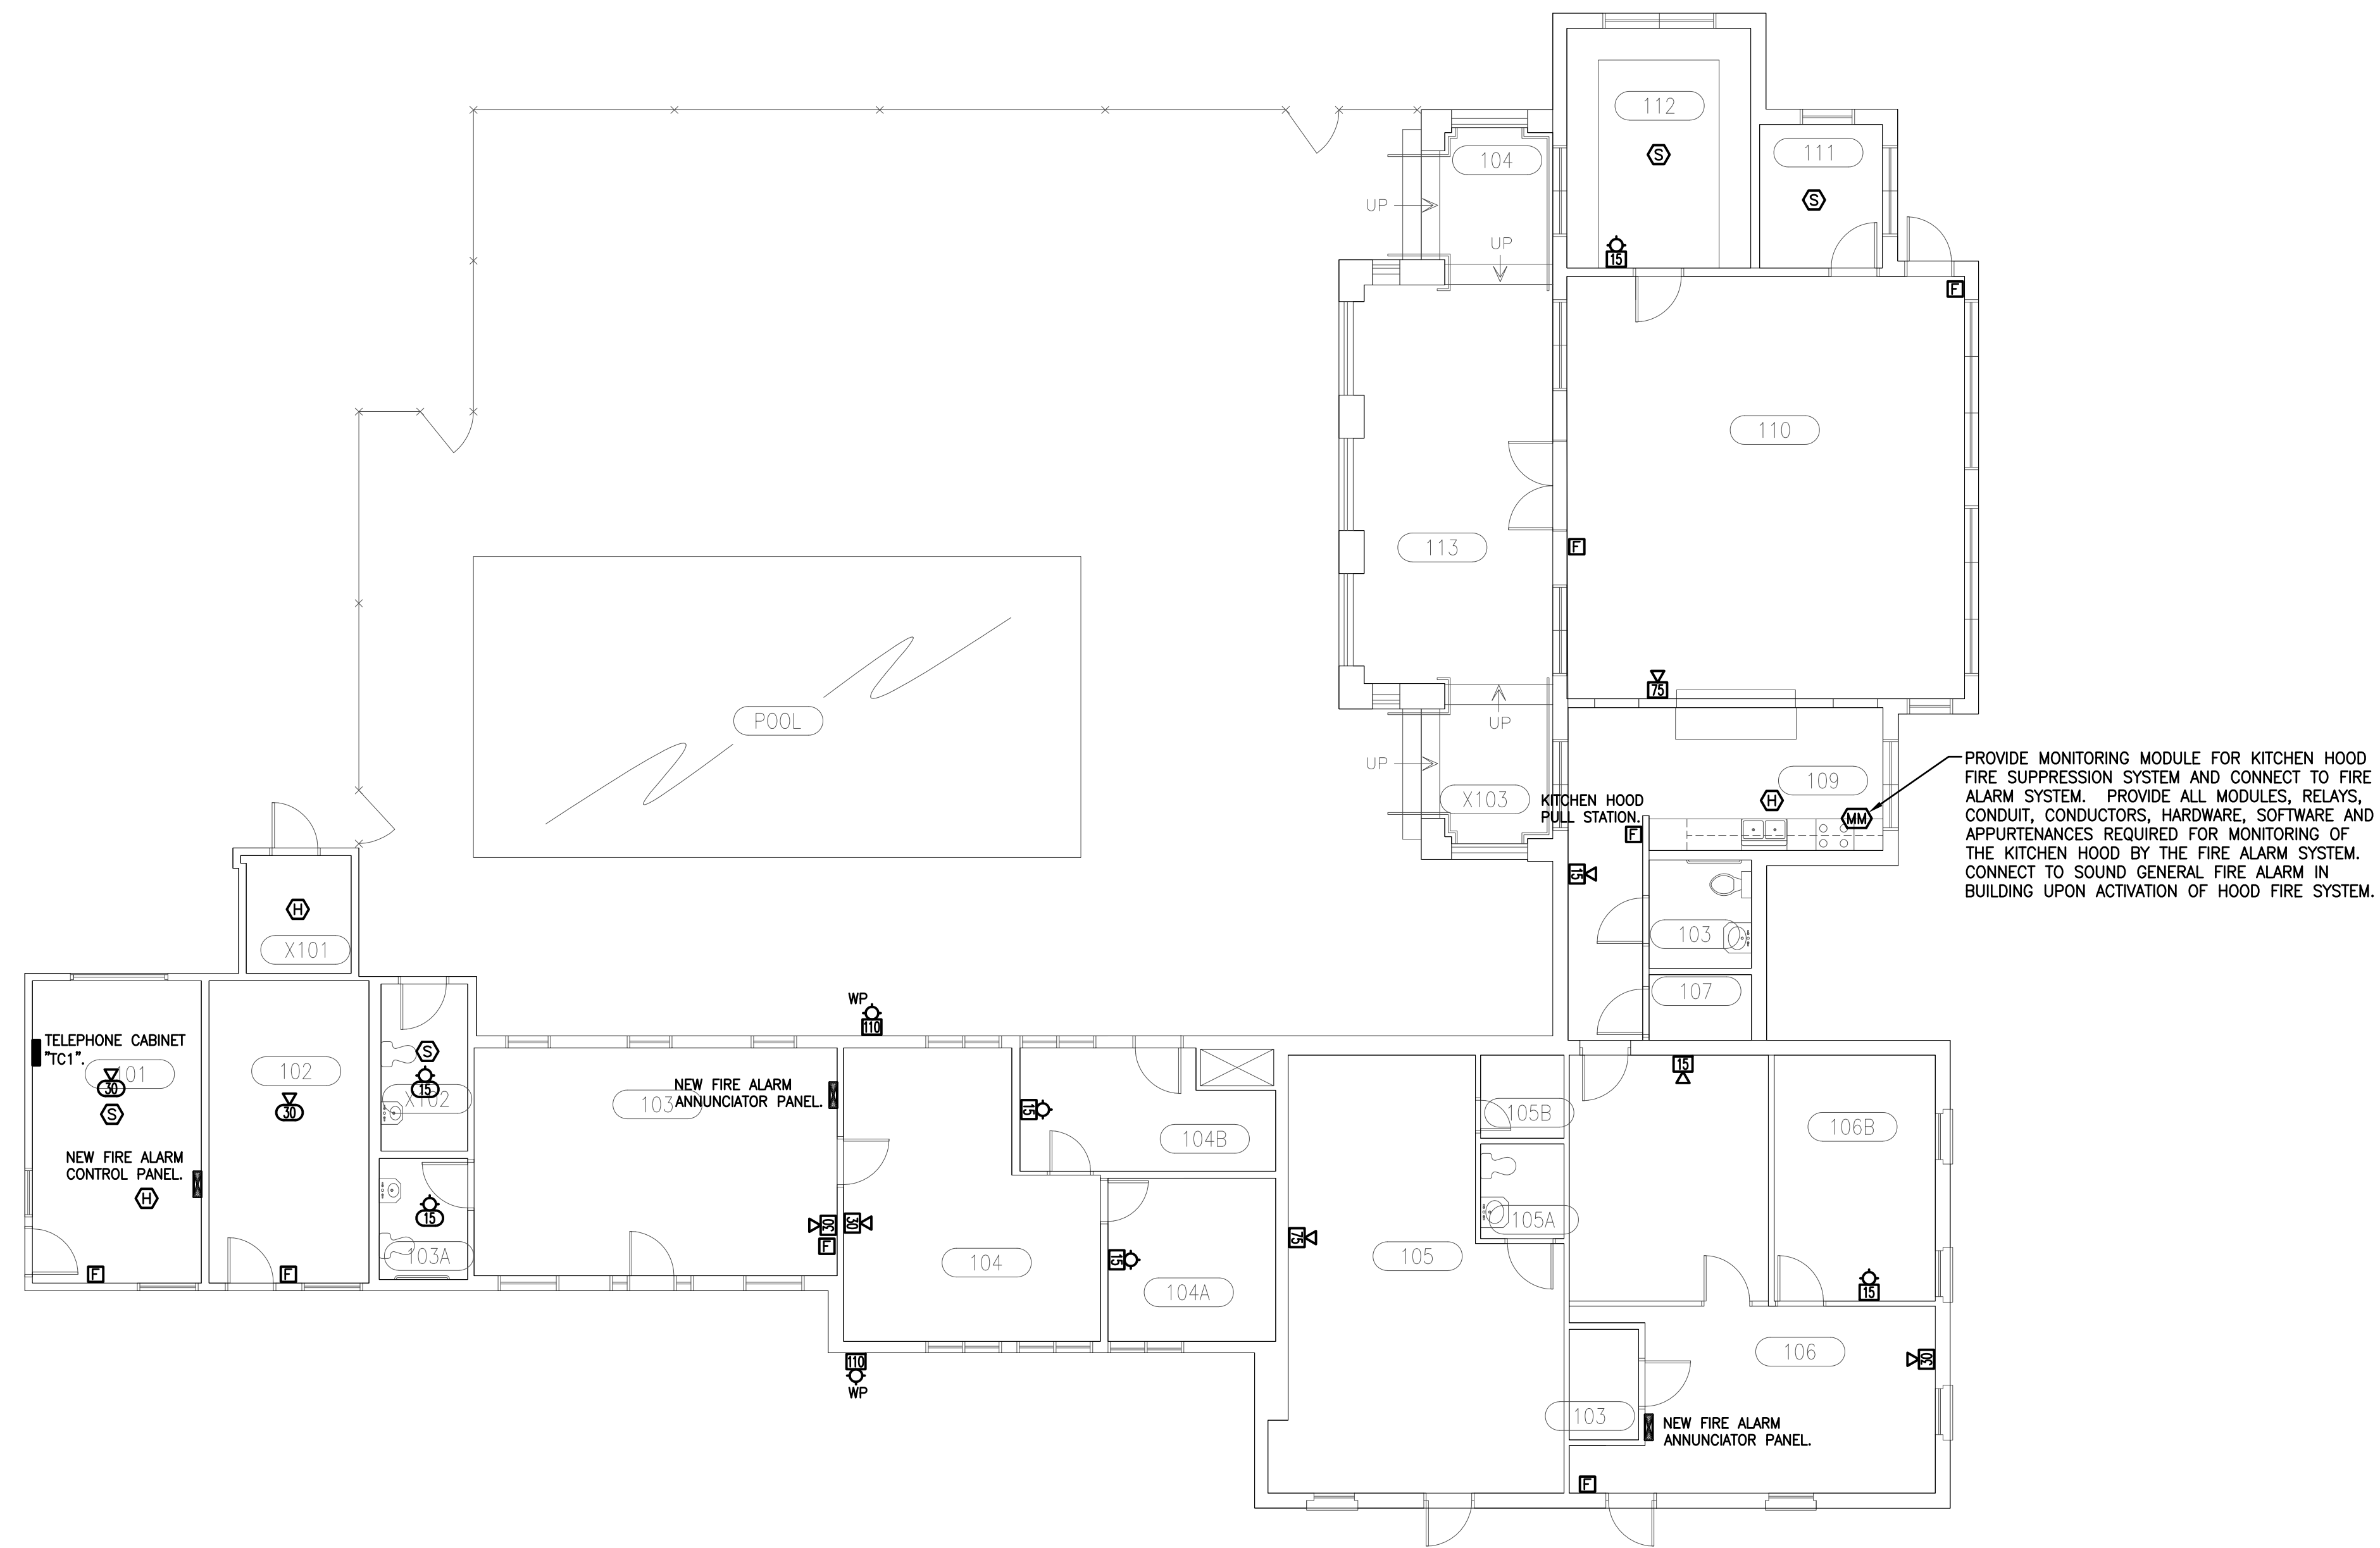 112
S
104
111
S
UP
UP
15
F
110
113
F
75
UP
POOL
UP
PROVIDE MONITORING MODULE FOR KITCHEN HOOD
FIRE SUPPRESSION SYSTEM AND CONNECT TO FIRE
ALARM SYSTEM.  PROVIDE ALL MODULES, RELAYS,
CONDUIT, CONDUCTORS, HARDWARE, SOFTWARE AND
APPURTENANCES REQUIRED FOR MONITORING OF
THE KITCHEN HOOD BY THE FIRE ALARM SYSTEM.
CONNECT TO SOUND GENERAL FIRE ALARM IN
BUILDING UPON ACTIVATION OF HOOD FIRE SYSTEM.
109
X103
H
MM
KITCHEN HOOD
PULL STATION.
F
15
H
X101
103
107
WP
110
TELEPHONE CABINET
"TC1".
101
30
S
102
30
S
15
X102
103
NEW FIRE ALARM
ANNUNCIATOR PANEL.
15
104B
105B
15
106B
NEW FIRE ALARM
CONTROL PANEL.
H
F
F
15
103A
30
F
30
104
15
104A
75
105
105A
15
106
30
110
WP
103
NEW FIRE ALARM
ANNUNCIATOR PANEL.
F